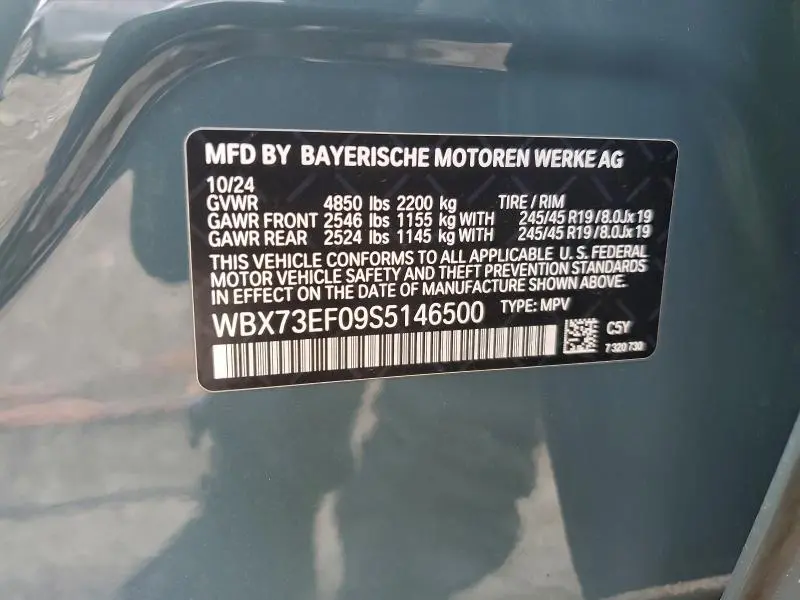 MFD BY BAYERISCHE MOTOREN WERKE AG
10/24
GVWR 4850 lbs 2200 kg TIRE / RIM
GAWR FRONT 2546 lbs 1155 kg WITH 245/45 R19 /8.0Jx19
GAWR REAR 2524 lbs 1145 kg WITH 245/45 R19 /8.0Jx19
THIS VEHICLE CONFORMS TO ALL APPLICABLE U. S. FEDERAL
MOTOR VEHICLE SAFETY AND THEFT PREVENTION STANDARDS
IN EFFECT ON THE DATE OF MANUFACTURE SHOWN ABOVE.
WBX73EF09S5146500 TYPE: MPV
C5Y
7 320 730